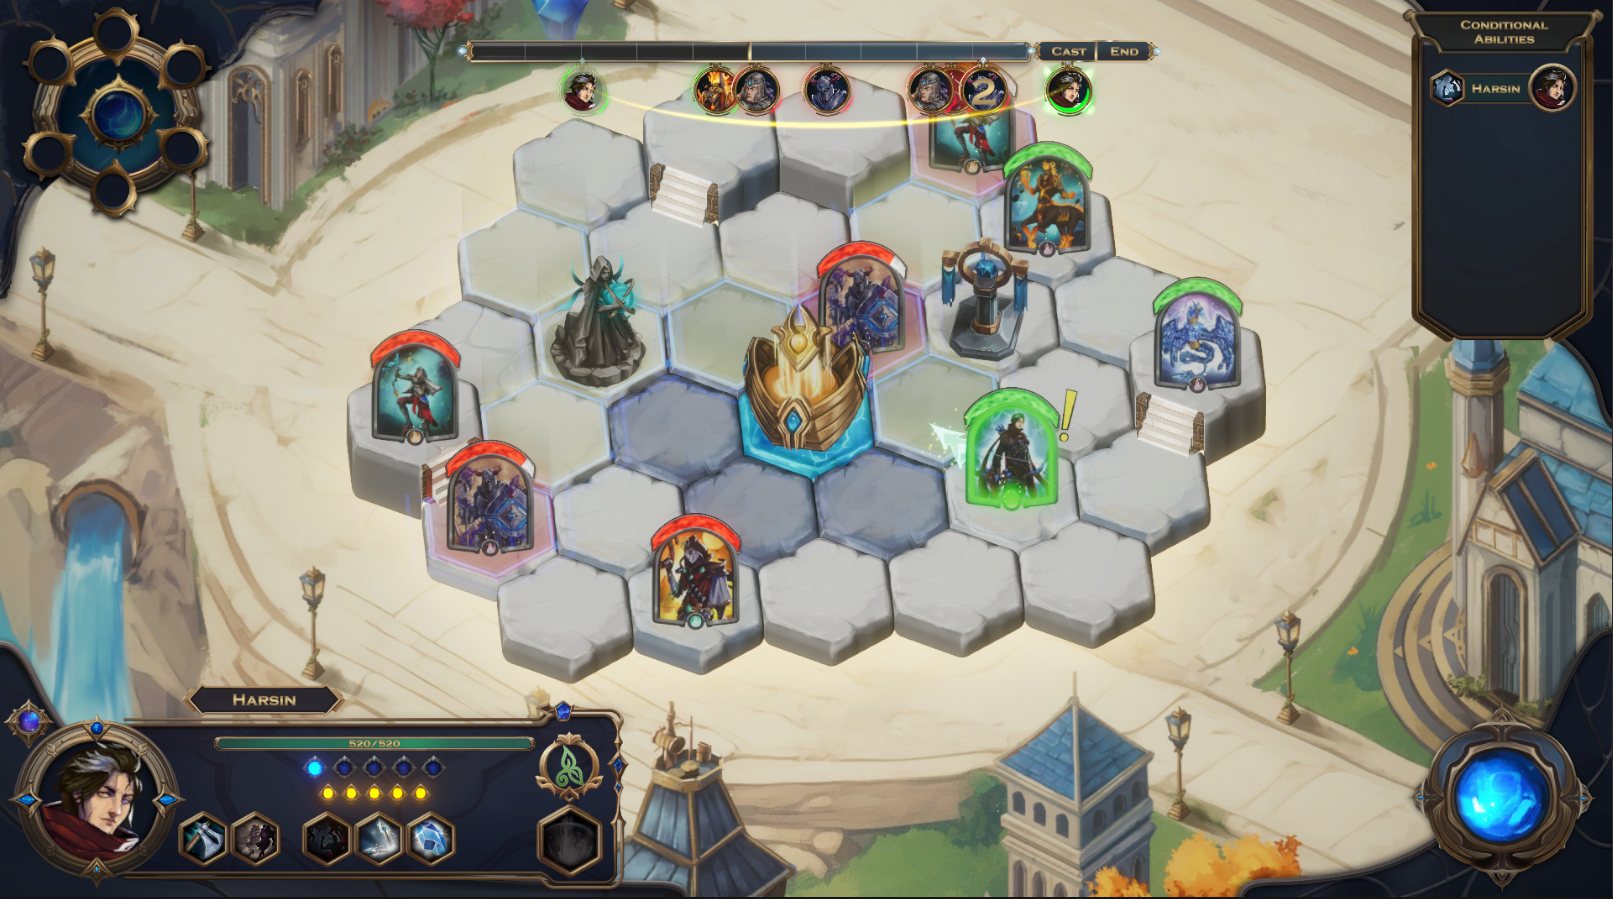 CAST
END
2
CONDITIONAL
ABILITIES
HARSIN
!
HARSIN
520/520